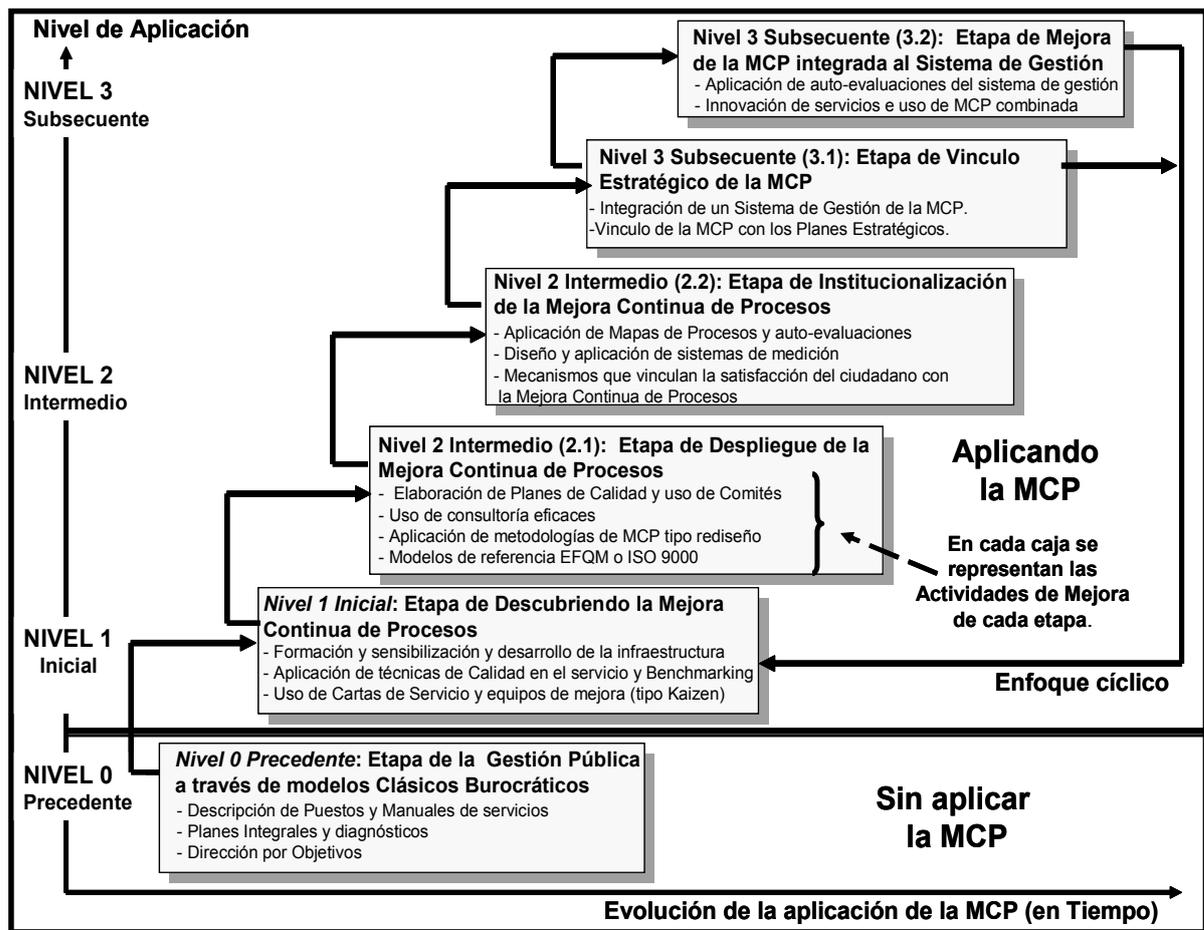 Nivel de Aplicación
NIVEL 3
Subsecuente
Nivel 3 Subsecuente (3.2): Etapa de Mejora
de la MCP integrada al Sistema de Gestión
- Aplicación de auto-evaluaciones del sistema de gestión
- Innovación de servicios e uso de MCP combinada
Nivel 3 Subsecuente (3.1): Etapa de Vinculo
Estratégico de la MCP
- Integración de un Sistema de Gestión de la MCP.
-Vinculo de la MCP con los Planes Estratégicos.
NIVEL 2
Intermedio
Nivel 2 Intermedio (2.2): Etapa de Institucionalización
de la Mejora Continua de Procesos
- Aplicación de Mapas de Procesos y auto-evaluaciones
- Diseño y aplicación de sistemas de medición
- Mecanismos que vinculan la satisfacción del ciudadano con
la Mejora Continua de Procesos
Nivel 2 Intermedio (2.1): Etapa de Despliegue de la
Mejora Continua de Procesos
- Elaboración de Planes de Calidad y uso de Comités
- Uso de consultoría eficaces
- Aplicación de metodologías de MCP tipo rediseño
- Modelos de referencia EFQM o ISO 9000
Aplicando
la MCP
En cada caja se
representan las
Actividades de Mejora
de cada etapa.
NIVEL 1
Inicial
Nivel 1 Inicial: Etapa de Descubriendo la Mejora
Continua de Procesos
- Formación y sensibilización y desarrollo de la infraestructura
- Aplicación de técnicas de Calidad en el servicio y Benchmarking
- Uso de Cartas de Servicio y equipos de mejora (tipo Kaizen)
Enfoque cíclico
NIVEL 0
Precedente
Nivel 0 Precedente: Etapa de la Gestión Pública
a través de modelos Clásicos Burocráticos
- Descripción de Puestos y Manuales de servicios
- Planes Integrales y diagnósticos
- Dirección por Objetivos
Sin aplicar
la MCP
Evolución de la aplicación de la MCP (en Tiempo)